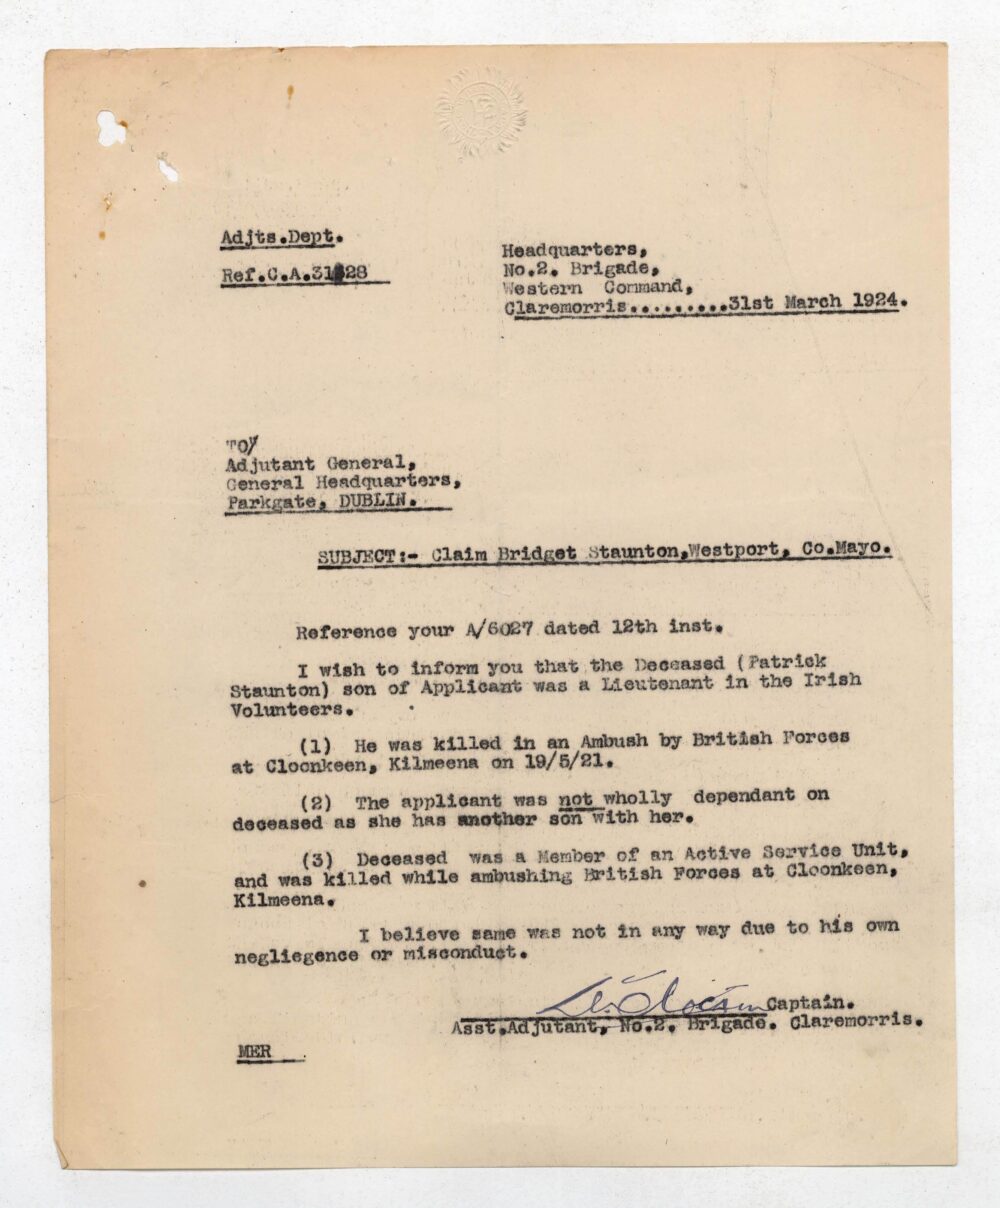 Adjts.Dept.
Headquarters,
No.2. Brigade,
Western Command,
Claremorris.........31st March 1924.
TO/
Adjutant General,
General Headquarters,
Parkgate, DUBLIN.
SUBJECT:- Claim Bridget Staunton,Westport, Co.Mayo.
Reference your A/6027 dated 12th inst.
I wish to inform you that the Deceased (Patrick
Staunton) son of Applicant was a Lieutenant in the Irish
Volunteers.
(1) He was killed in an Ambush by British Forces
at Cloonkeen, Kilmeena on 19/5/21.
(2) The applicant was not wholly dependant on
deceased as she has another son with her.
(3) Deceased was a Member of an Active Service Unit,
and was killed while ambushing British Forces at Cloonkeen,
Kilmeena.
I believe same was not in any way due to his own
negliegence or misconduct.
Captain.
Asst.Adjutant, No.2. Brigade. Claremorris.
MER